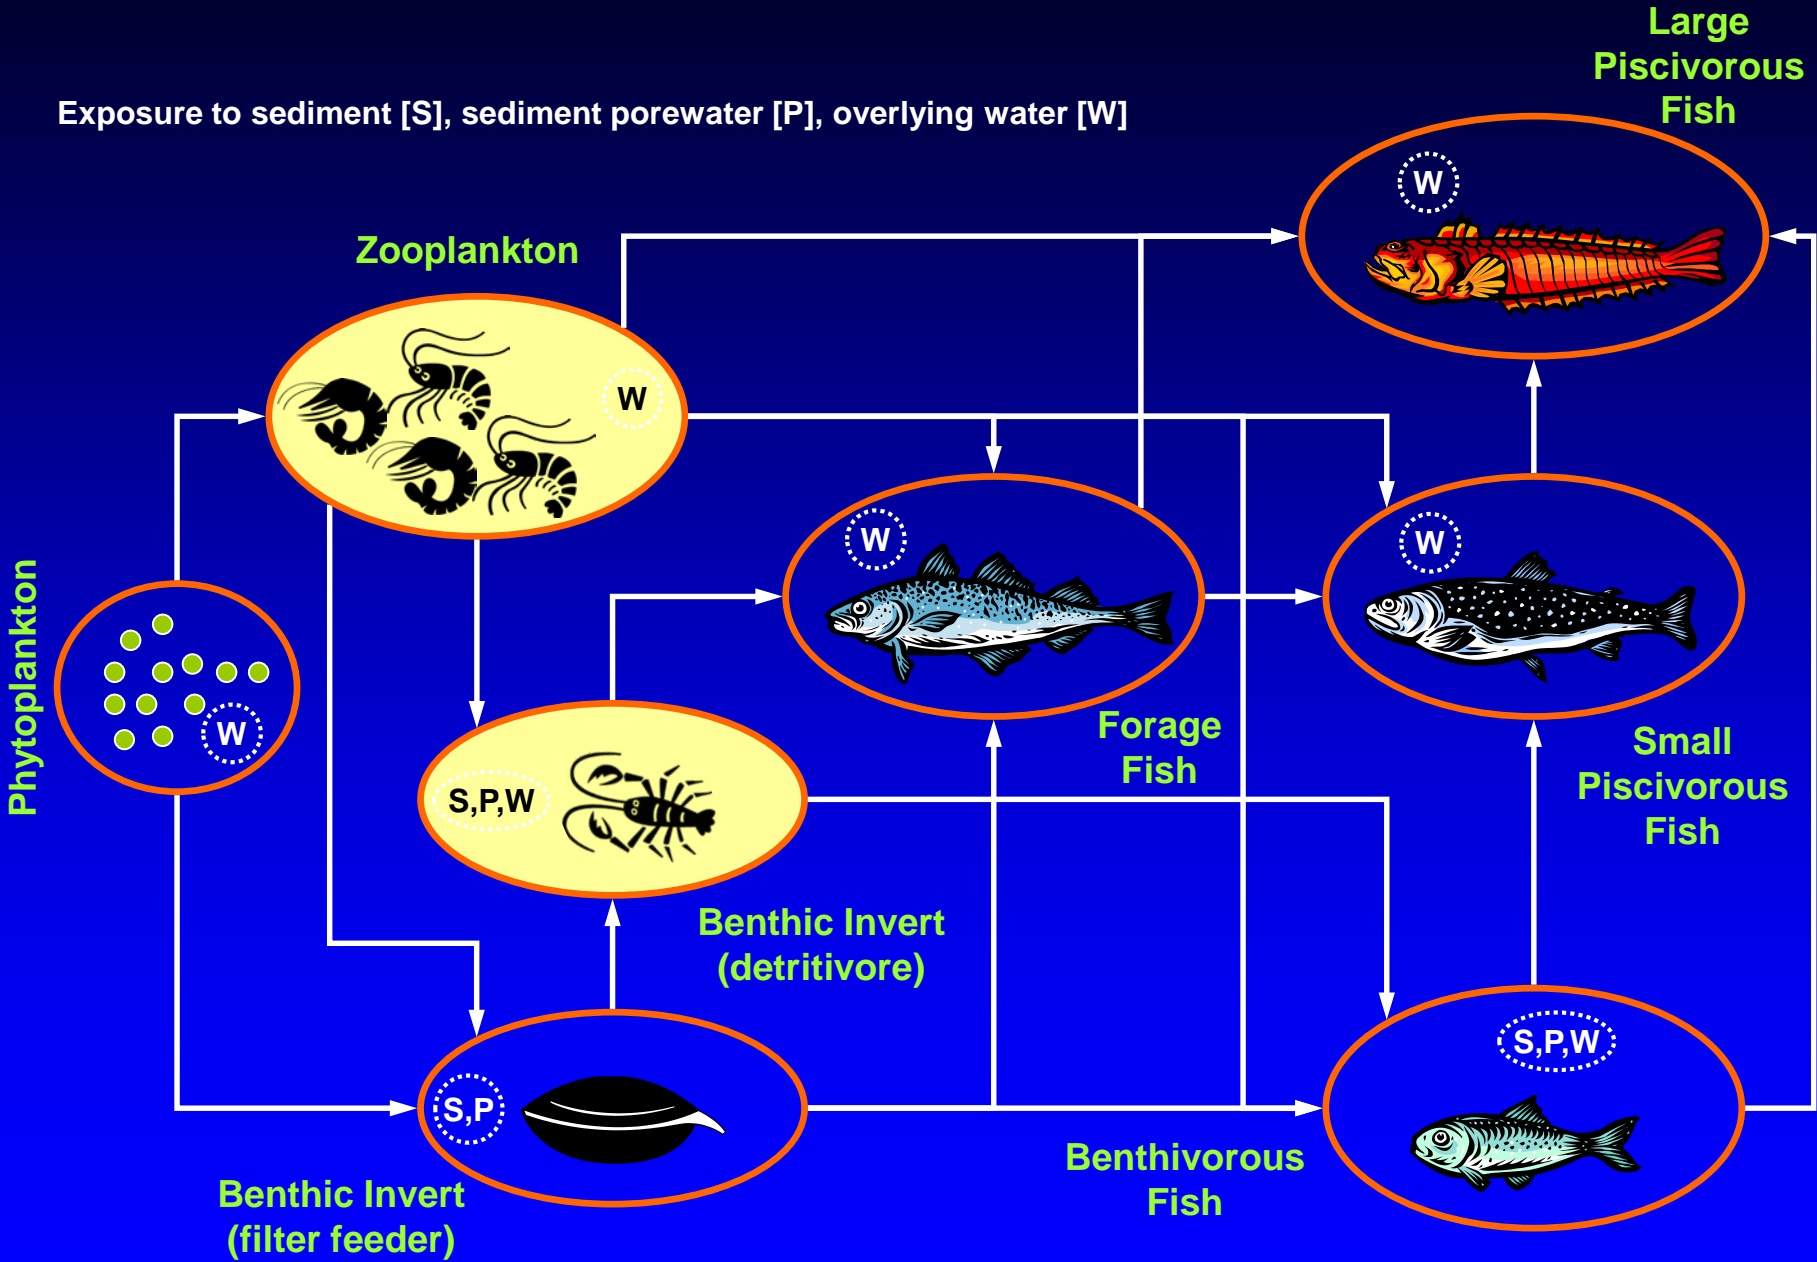 Large
Piscivorous
Fish
Exposure to sediment [S], sediment porewater [P], overlying water [W]
W
Zooplankton
W
W
W
Phytoplankton
W
Forage
Fish
Small
Piscivorous
Fish
S,P,W
Benthic Invert
(detritivore)
S,P,W
S,P
Benthivorous
Fish
Benthic Invert
(filter feeder)